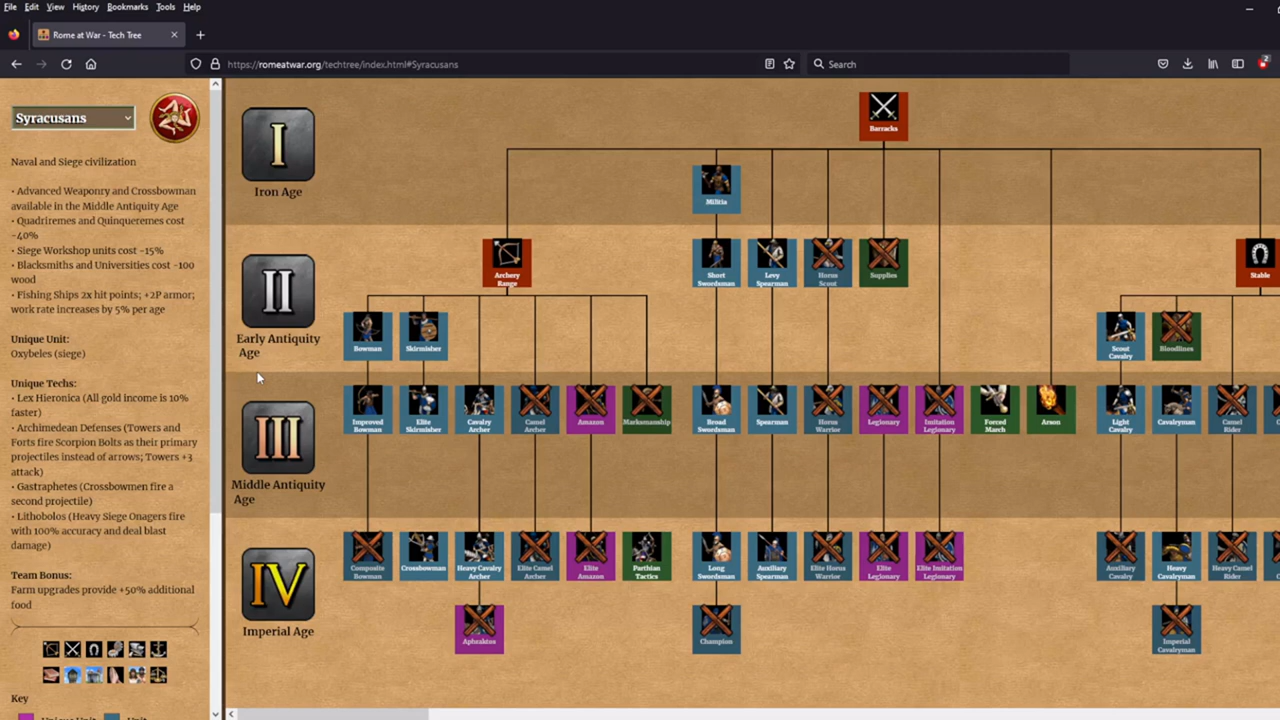 File Edit View History Bookmarks Tools Help
Rome at War - Tech Tree
https://romeatwar.org/techtree/index.html#Syracusans
Search
2
Syracusans
Naval and Siege civilization
• Advanced Weaponry and Crossbowman
available in the Middle Antiquity Age
• Quadriremes and Quinqueremes cost
-40%
• Siege Workshop units cost -15%
• Blacksmiths and Universities cost -100
wood
• Fishing Ships 2x hit points; +2P armor;
work rate increases by 5% per age
Unique Unit:
Oxybeles (siege)
Unique Techs:
• Lex Hieronica (All gold income is 10%
faster)
• Archimedean Defenses (Towers and
Forts fire Scorpion Bolts as their primary
projectiles instead of arrows; Towers +3
attack)
• Gastraphetes (Crossbowmen fire a
second projectile)
• Lithobolos (Heavy Siege Onagers fire
with 100% accuracy and deal blast
damage)
Team Bonus:
Farm upgrades provide +50% additional
food
Key
Unique Unit
Unit
I
Iron Age
Barracks
Militia
II
Early Antiquity
Age
Archery
Range
Short
Swordsman
Levy
Spearman
Horus
Scout
Supplies
Stable
Bowman
Skirmisher
Scout
Cavalry
Bloodlines
III
Middle Antiquity
Age
Improved
Bowman
Elite
Skirmisher
Cavalry
Archer
Camel
Archer
Amazon
Marksmanship
Broad
Swordsman
Spearman
Horus
Warrior
Legionary
Imitation
Legionary
Forced
March
Arson
Light
Cavalry
Cavalryman
Camel
Rider
IV
Imperial Age
Composite
Bowman
Crossbowman
Heavy Cavalry
Archer
Elite Camel
Archer
Elite
Amazon
Parthian
Tactics
Long
Swordsman
Auxiliary
Spearman
Elite Horus
Warrior
Elite
Legionary
Elite Imitation
Legionary
Auxiliary
Cavalry
Heavy
Cavalryman
Heavy Camel
Rider
Aphraktos
Champion
Imperial
Cavalryman